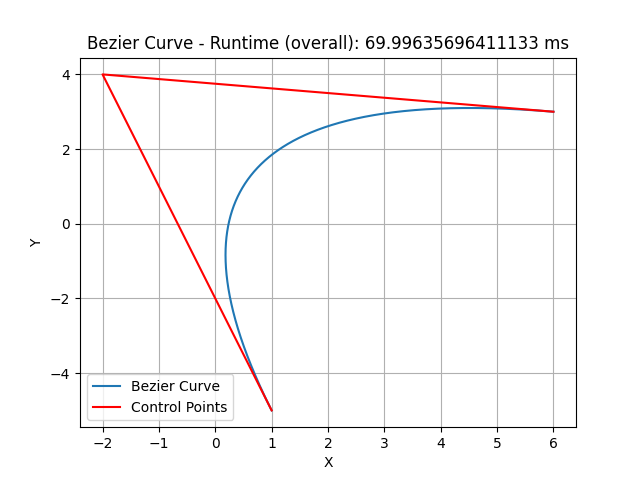 Bezier Curve - Runtime (overall): 69.99635696411133 ms
4
2
0
−2
−4
Y
Bezier Curve
Control Points
−2 −1 0 1 2 3 4 5 6
X